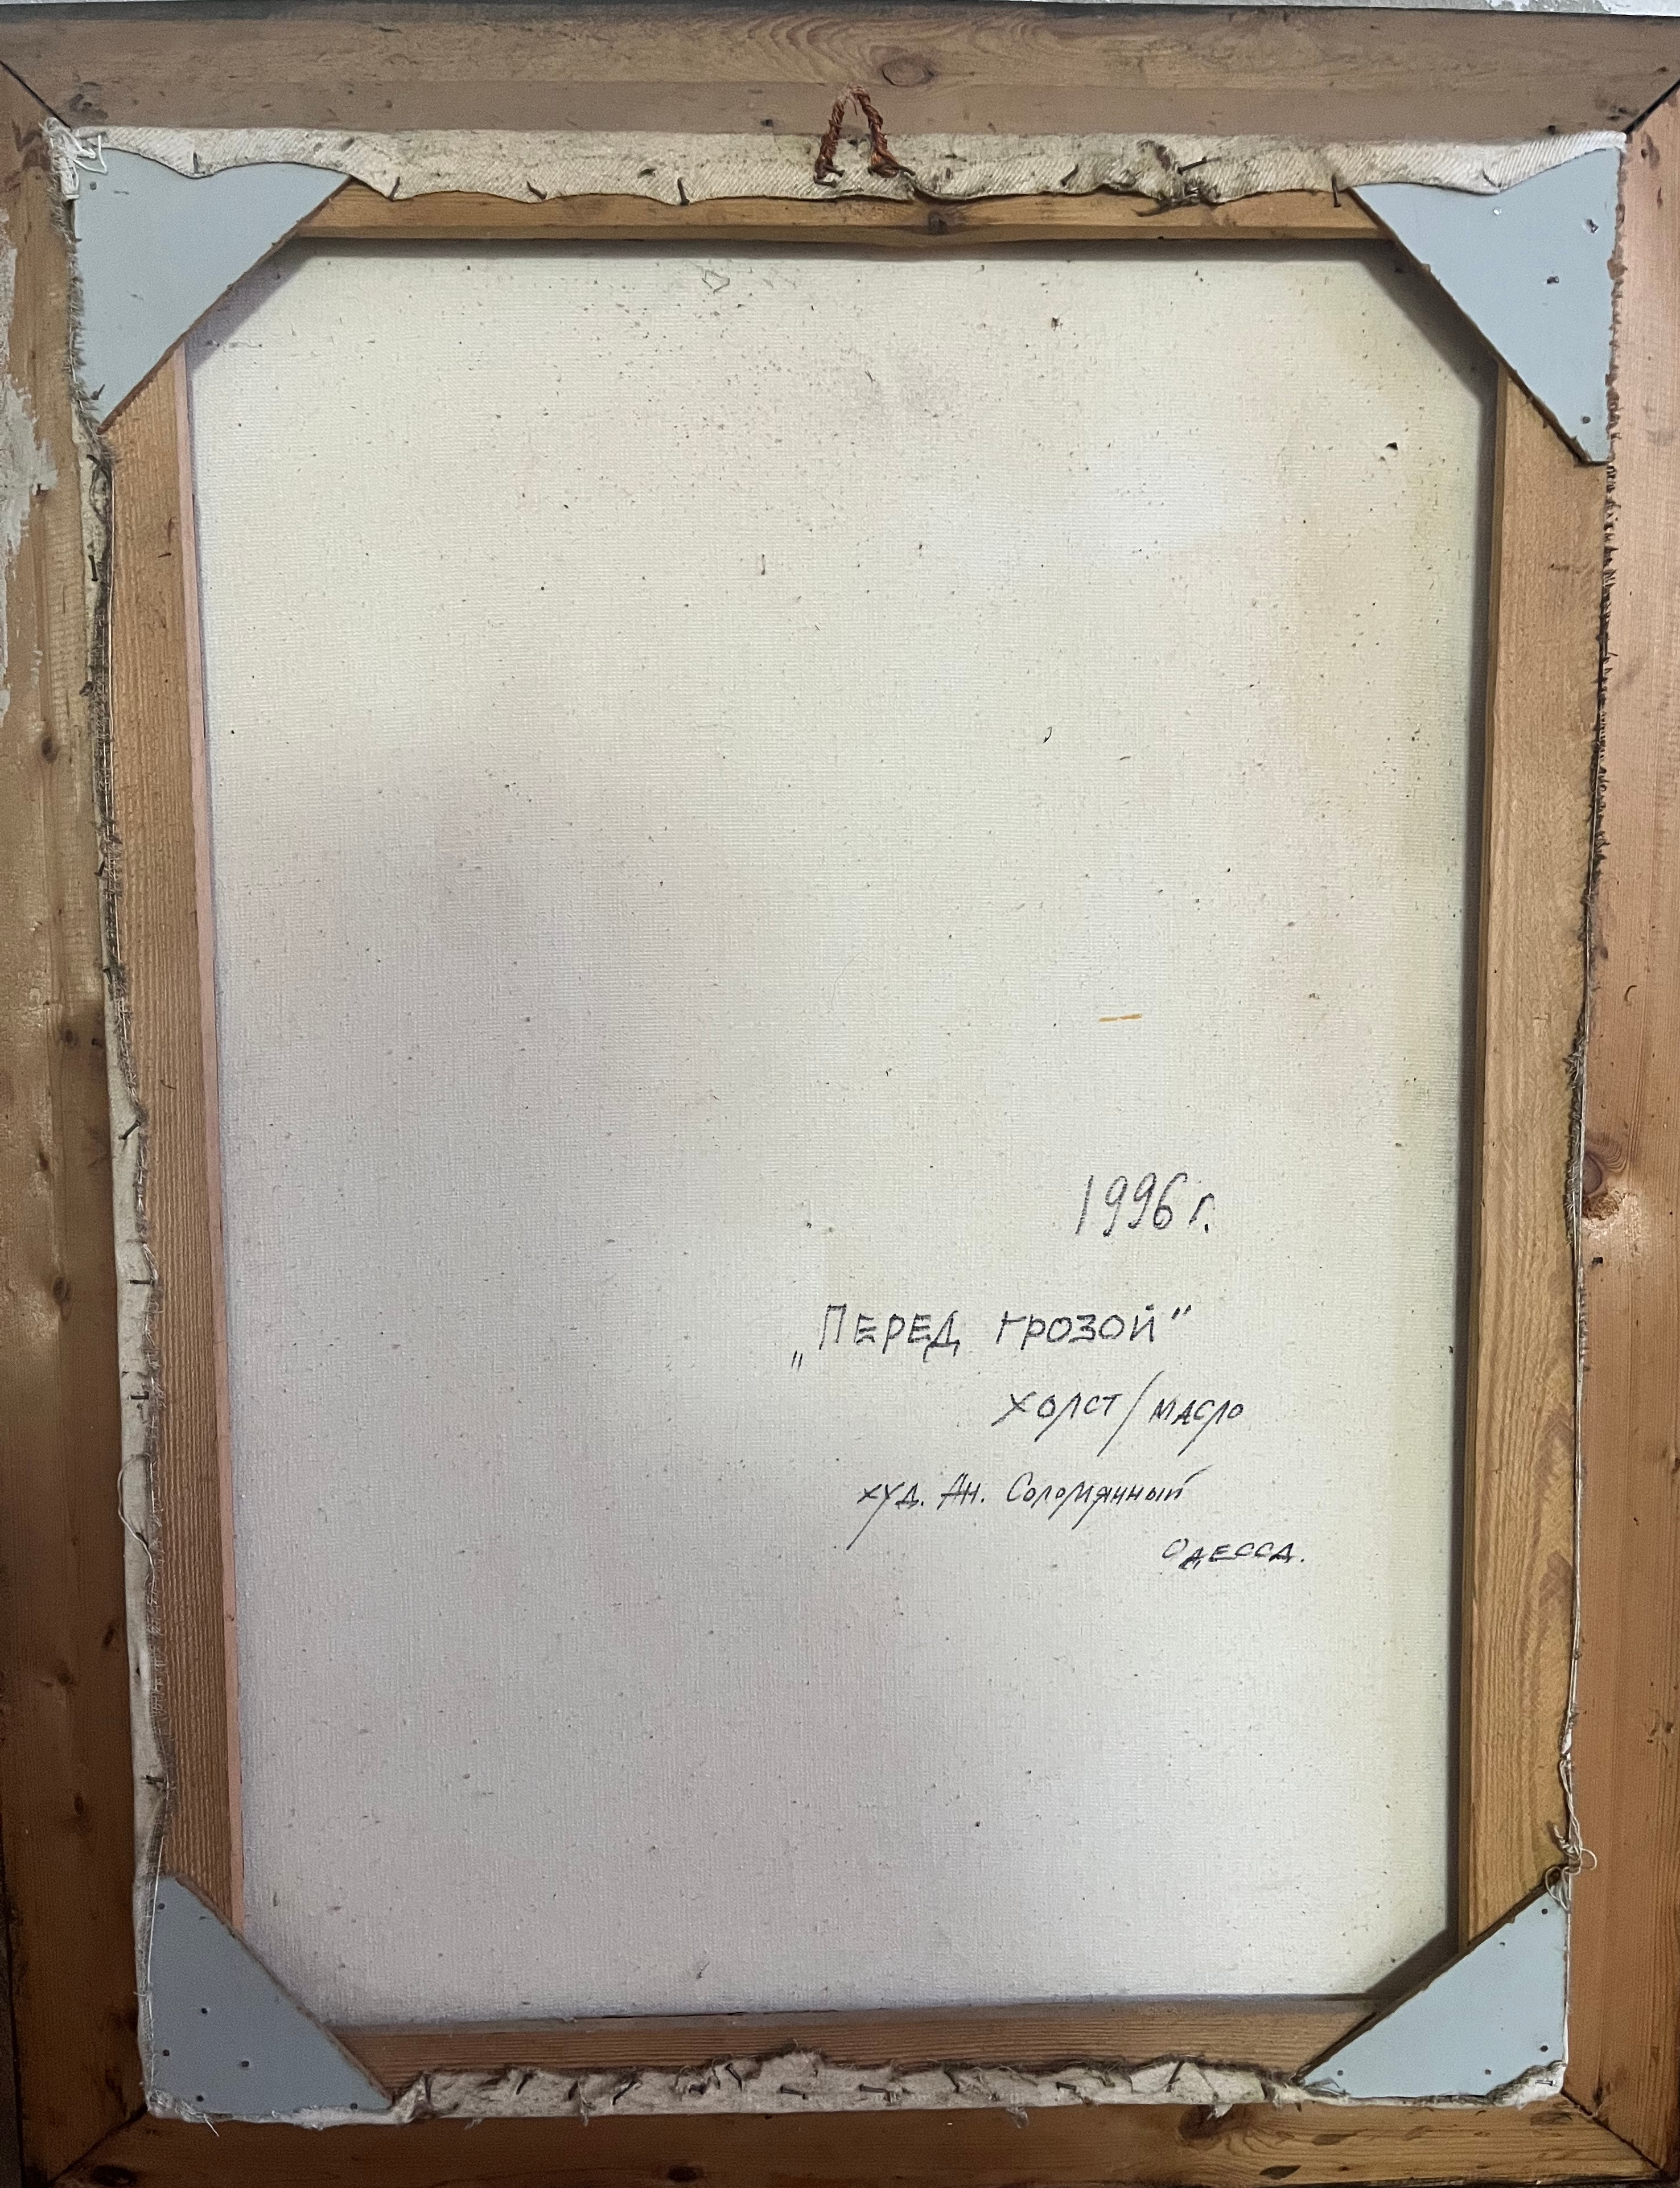 1996 г.
„Перед грозой”
холст/масло
худ. Ан. Соломянный
Одесса.